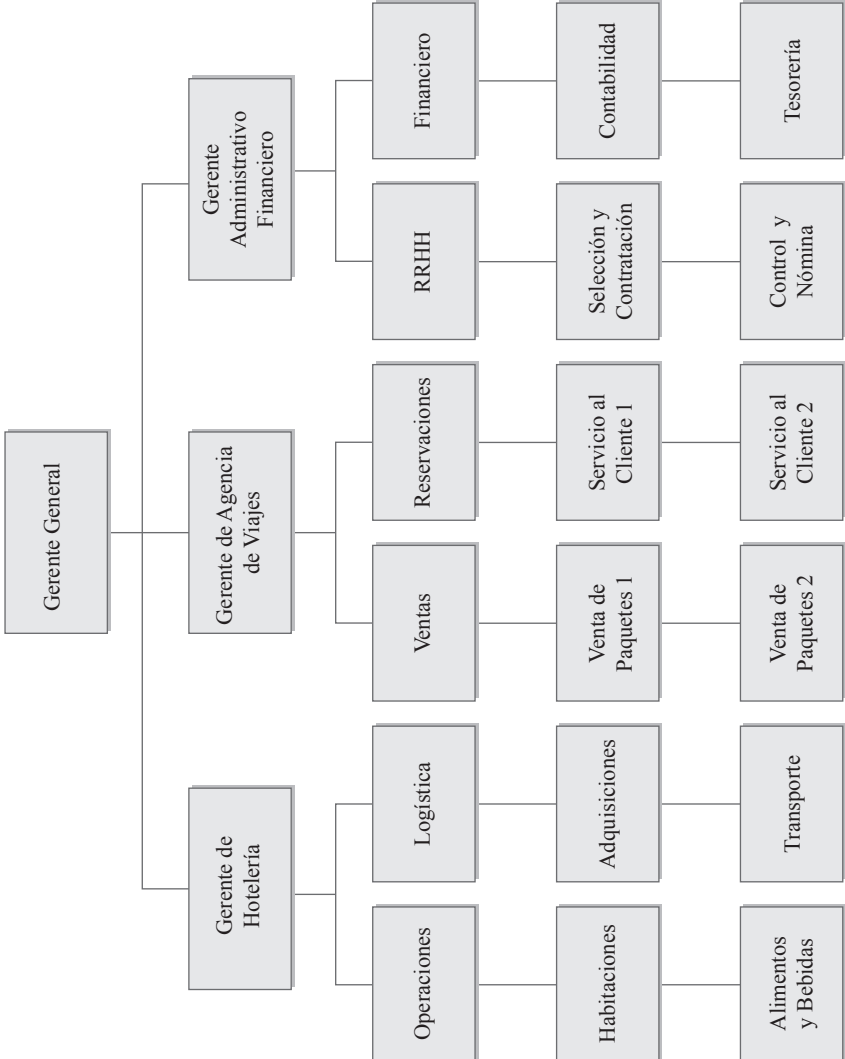 Gerente General
Gerente de
Hotelería
Gerente de Agencia
de Viajes
Gerente
Administrativo
Financiero
Operaciones
Logística
Ventas
Reservaciones
RRHH
Financiero
Habitaciones
Adquisiciones
Venta de
Paquetes 1
Servicio al
Cliente 1
Selección y
Contratación
Contabilidad
Alimentos
y Bebidas
Transporte
Venta de
Paquetes 2
Servicio al
Cliente 2
Control y
Nómina
Tesorería